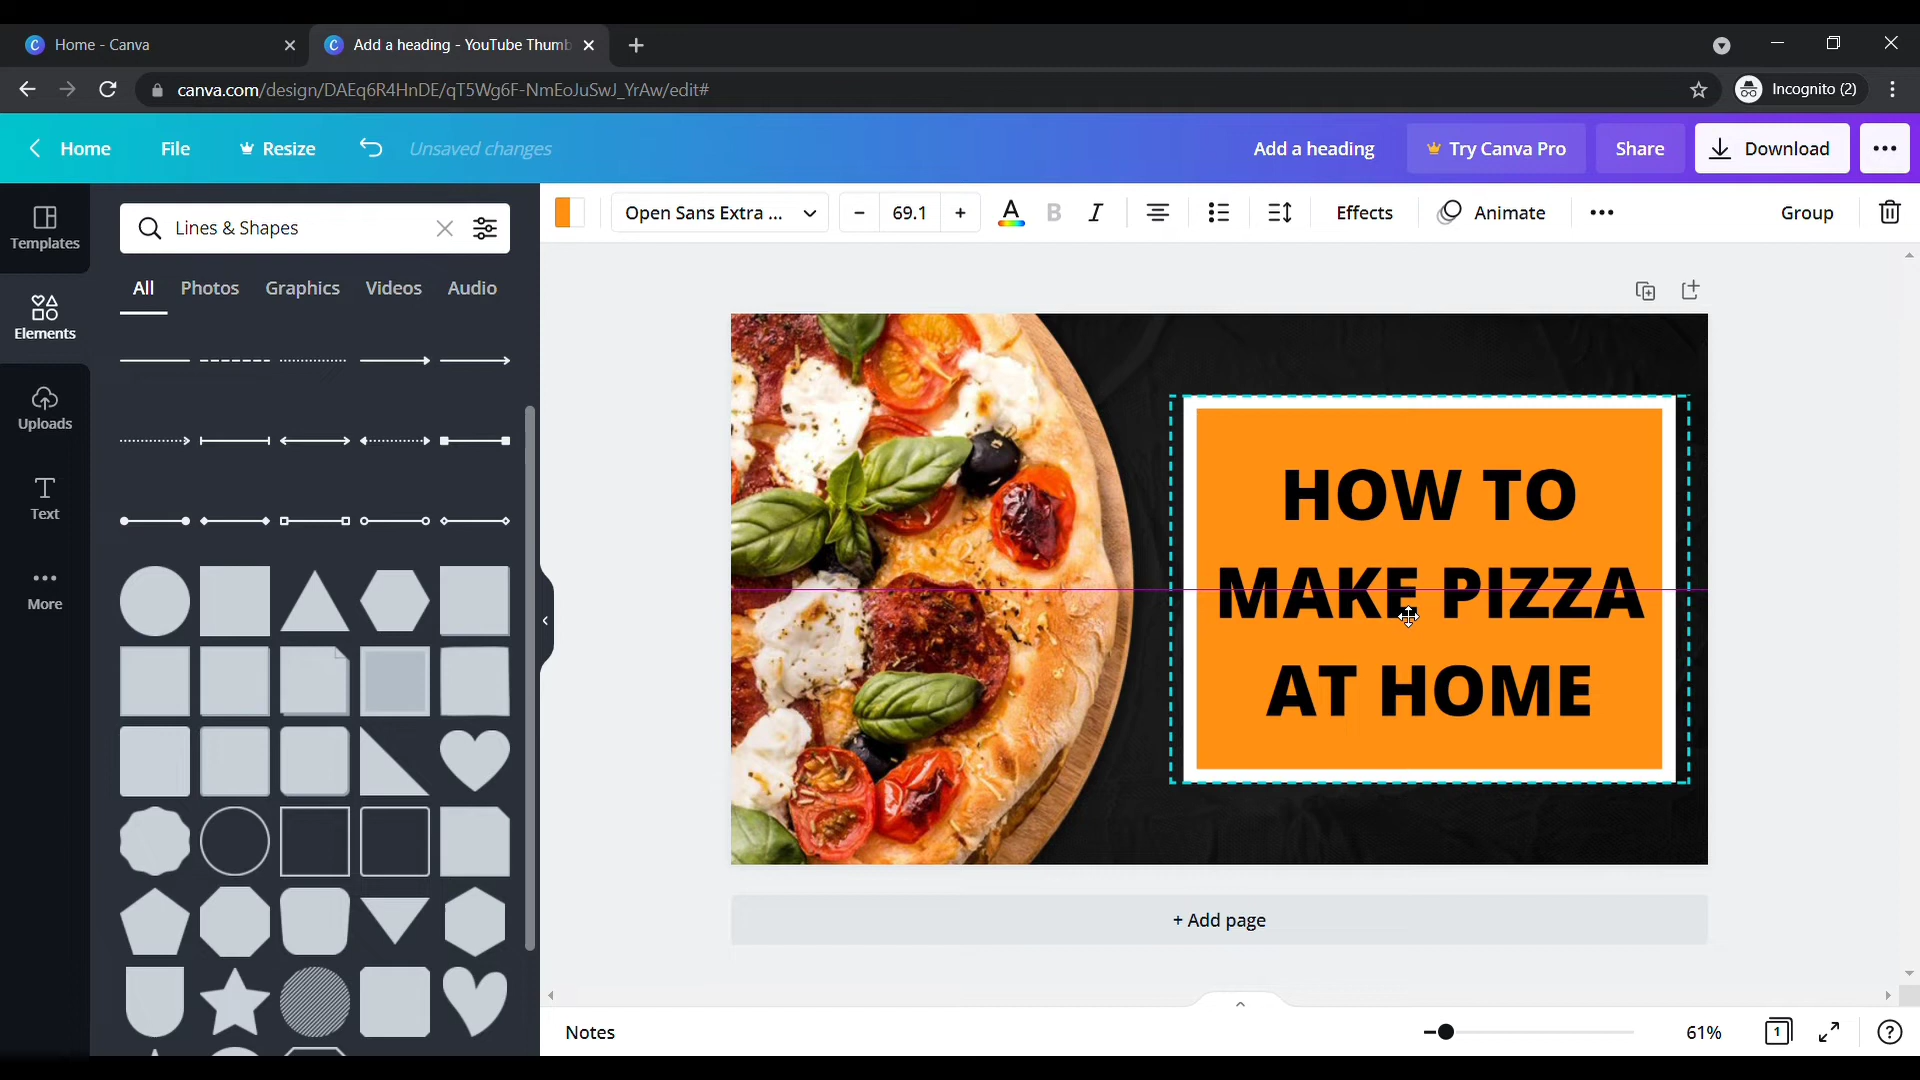 Home - Canva
Add a heading - YouTube Thumb
canva.com/design/DAEq6R4HnDE/qT5Wg6F-NmEoJuSwJ_YrAw/edit#
Incognito (2)
Home
File
Resize
Unsaved changes
Add a heading
Try Canva Pro
Share
Download
Templates
Elements
Uploads
Text
More
Lines & Shapes
All
Photos
Graphics
Videos
Audio
Open Sans Extra ...
69.1
A
B
I
Effects
Animate
Group
HOW TO
MAKE PIZZA
AT HOME
+ Add page
Notes
61%
1